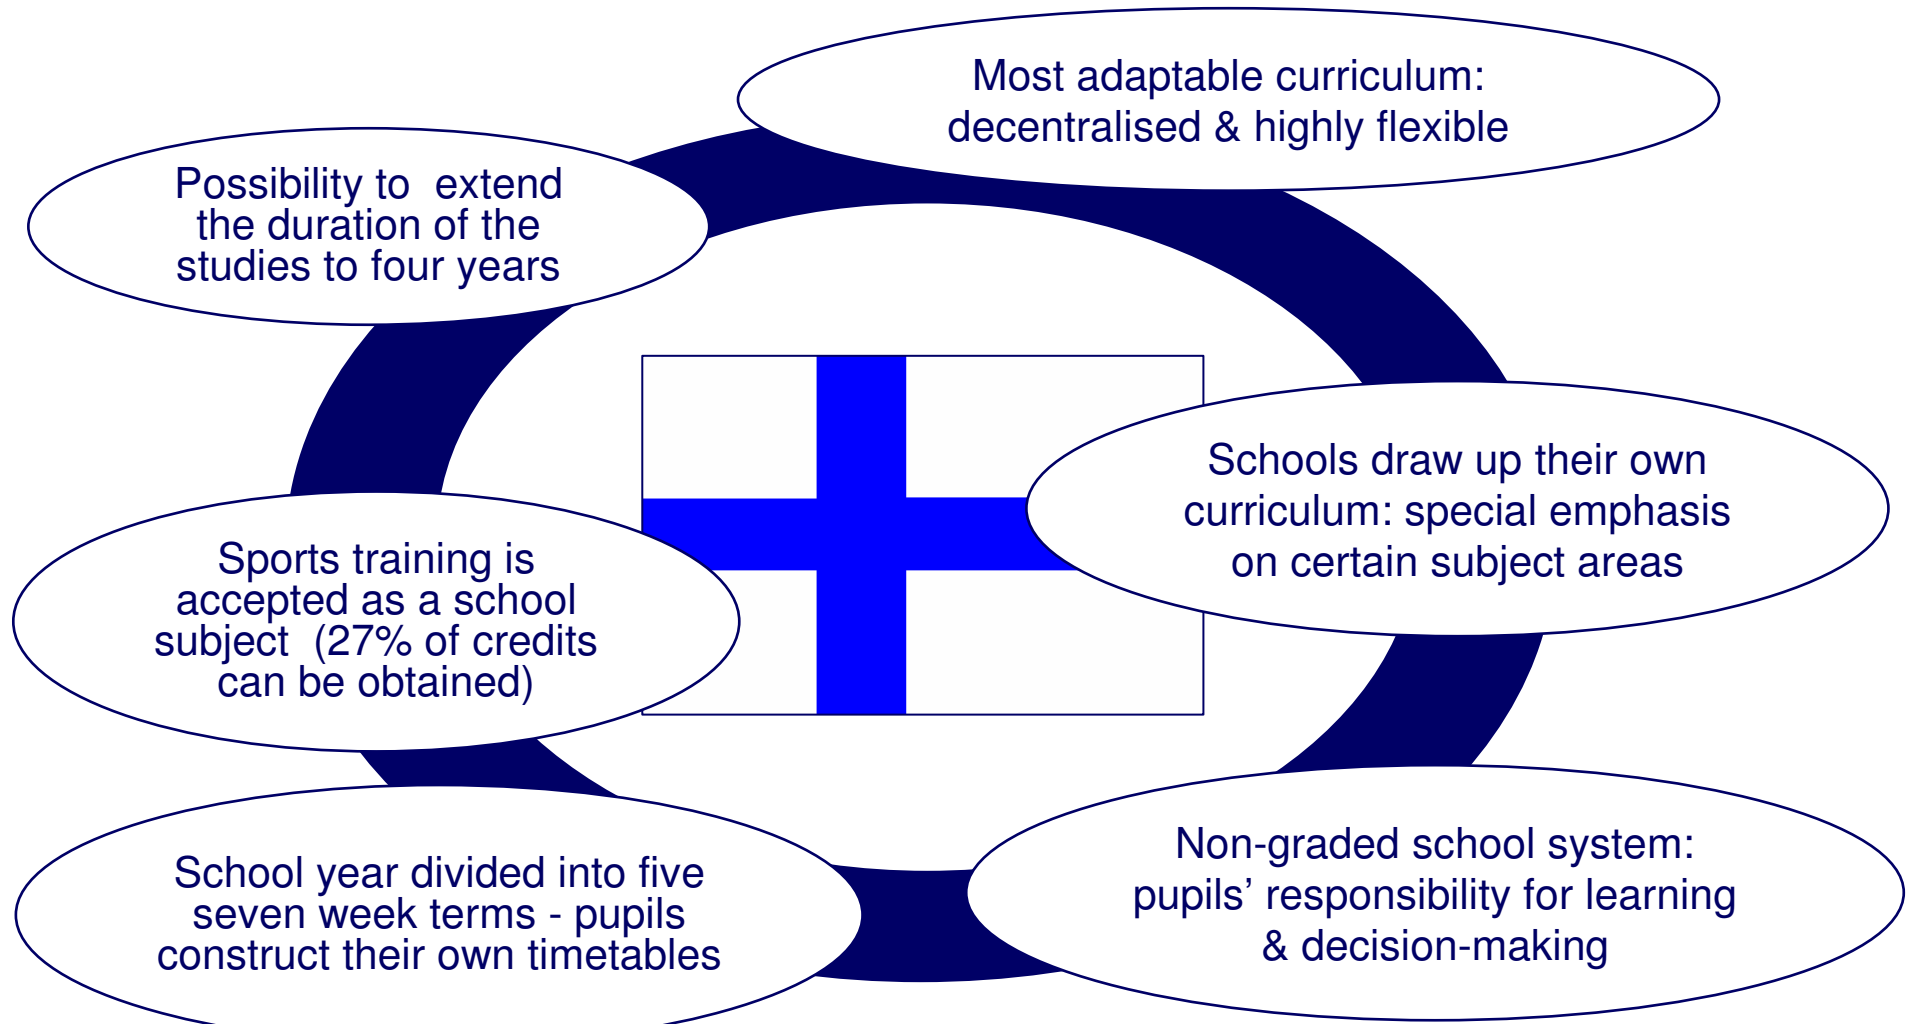 Most adaptable curriculum:
decentralised & highly flexible
Possibility to  extend
the duration of the
studies to four years
Schools draw up their own
curriculum: special emphasis
on certain subject areas
Sports training is
accepted as a school
subject  (27% of credits
can be obtained)
Non-graded school system:
pupils’ responsibility for learning
& decision-making
School year divided into five
seven week terms - pupils
construct their own timetables